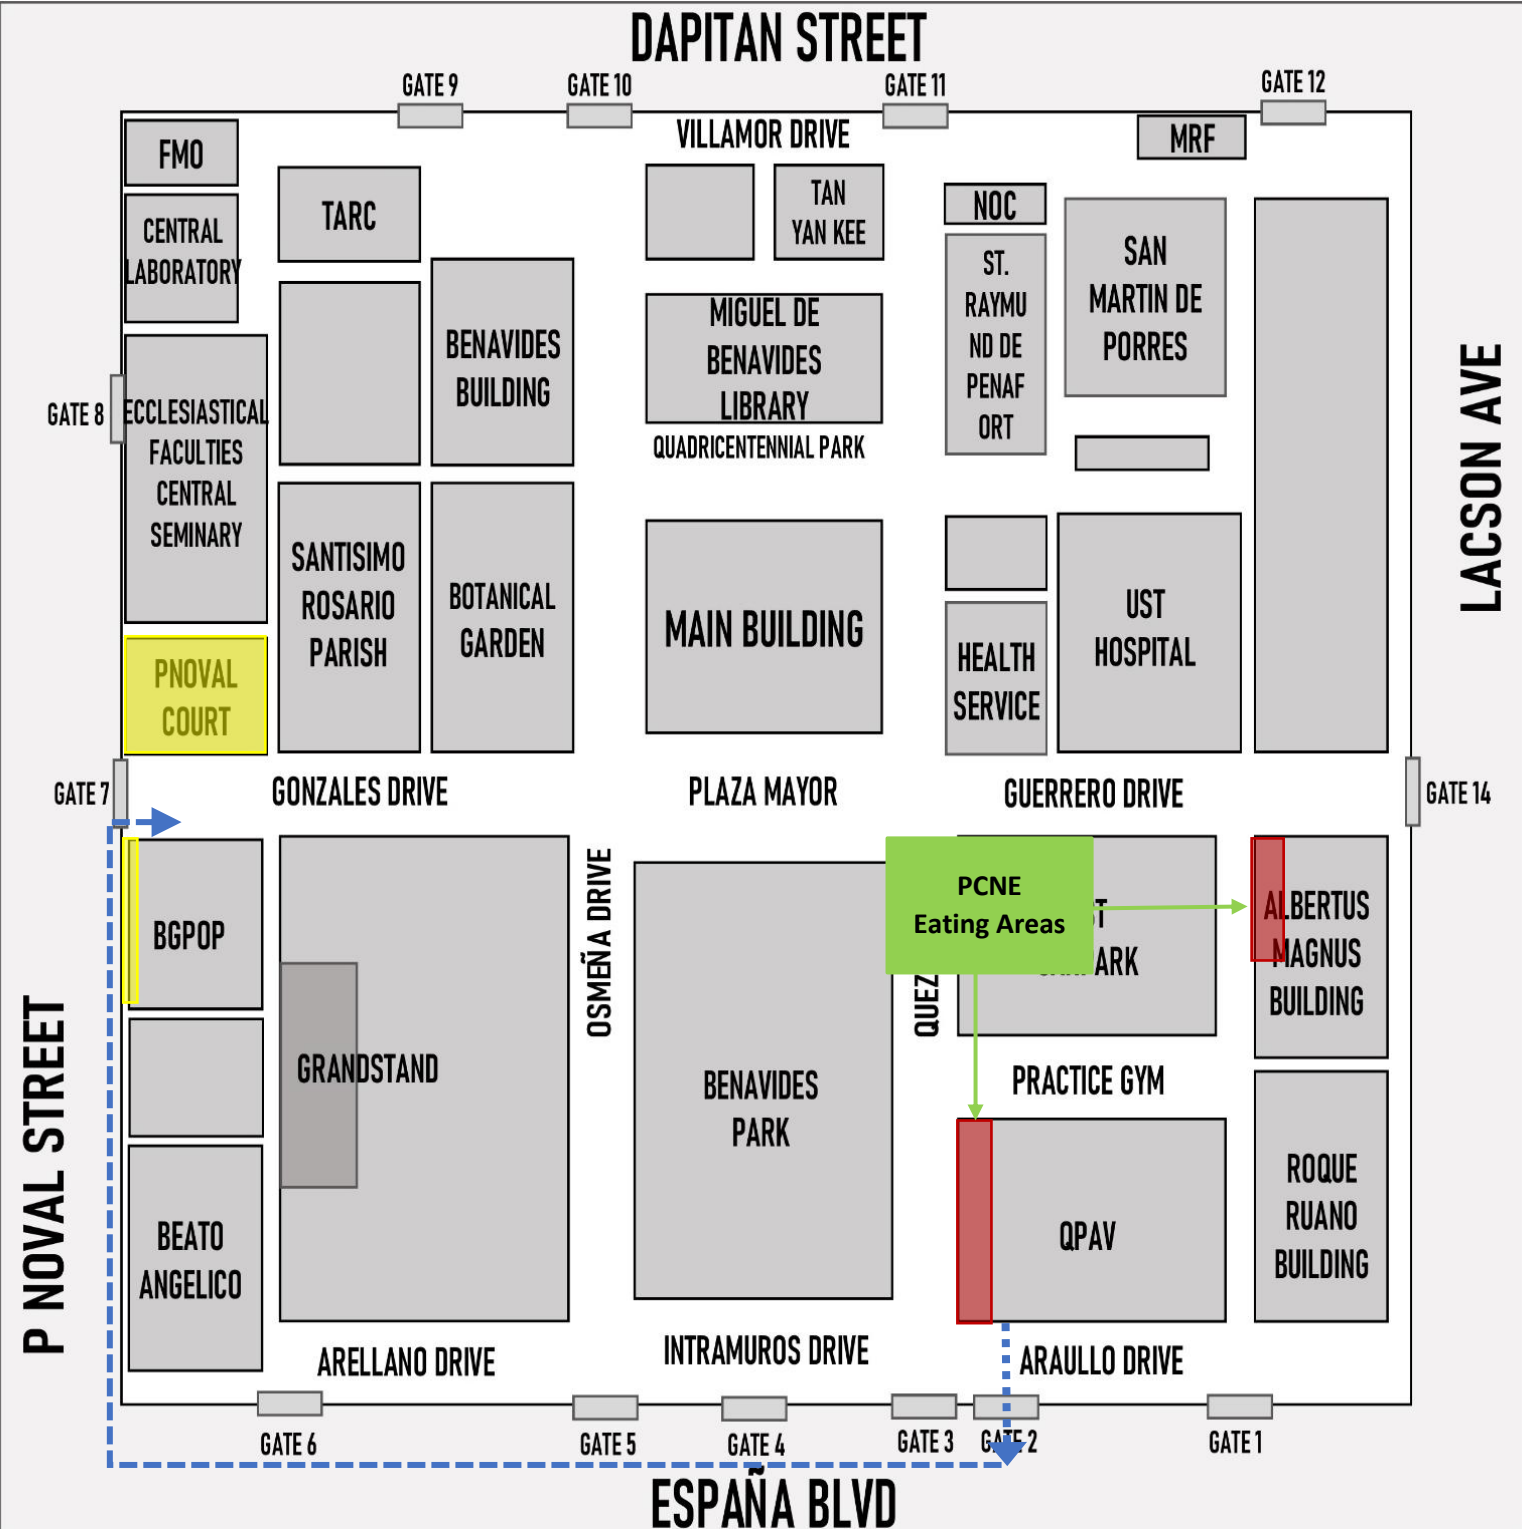 DAPITAN STREET
GATE 9
GATE 10
GATE 11
GATE 12
VILLAMOR DRIVE
FMO
MRF
TARC
TAN
YAN KEE
NOC
CENTRAL
LABORATORY
ST.
RAYMU
ND DE
PENAF
ORT
SAN
MARTIN DE
PORRES
BENAVIDES
BUILDING
MIGUEL DE
BENAVIDES
LIBRARY
QUADRICENTENNIAL PARK
GATE 8
ECCLESIASTICAL
FACULTIES
CENTRAL
SEMINARY
LACSON AVE
SANTISIMO
ROSARIO
PARISH
BOTANICAL
GARDEN
MAIN BUILDING
HEALTH
SERVICE
UST
HOSPITAL
PNOVAL
COURT
GATE 7
GONZALES DRIVE
PLAZA MAYOR
GUERRERO DRIVE
GATE 14
BGPOP
OSMEÑA DRIVE
PCNE
Eating Areas
ALBERTUS
MAGNUS
BUILDING
P NOVAL STREET
GRANDSTAND
BENAVIDES
PARK
PRACTICE GYM
BEATO
ANGELICO
QPAV
ROQUE
RUANO
BUILDING
ARELLANO DRIVE
INTRAMUROS DRIVE
ARAULLO DRIVE
GATE 6
GATE 5
GATE 4
GATE 3
GATE 2
GATE 1
ESPAÑA BLVD